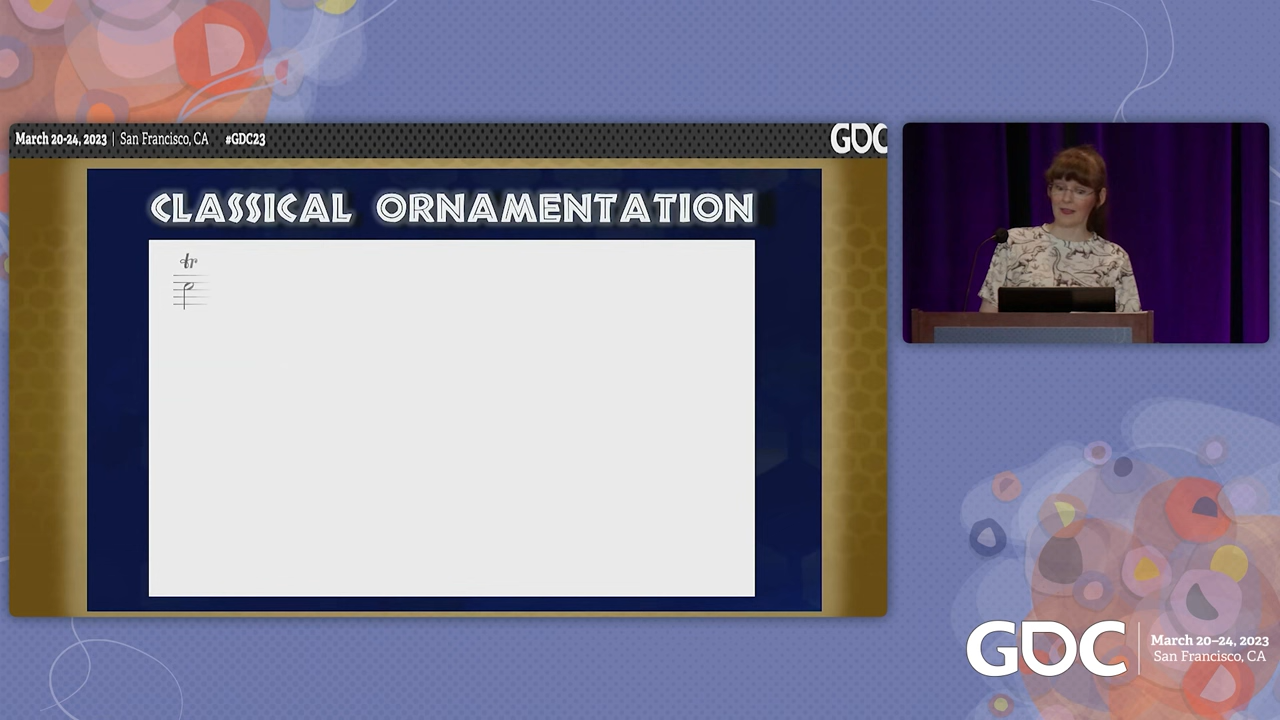 March 20-24, 2023 | San Francisco, CA #GDC23
GDC
CLASSICAL ORNAMENTATION
tr
GDC
March 20–24, 2023
San Francisco, CA